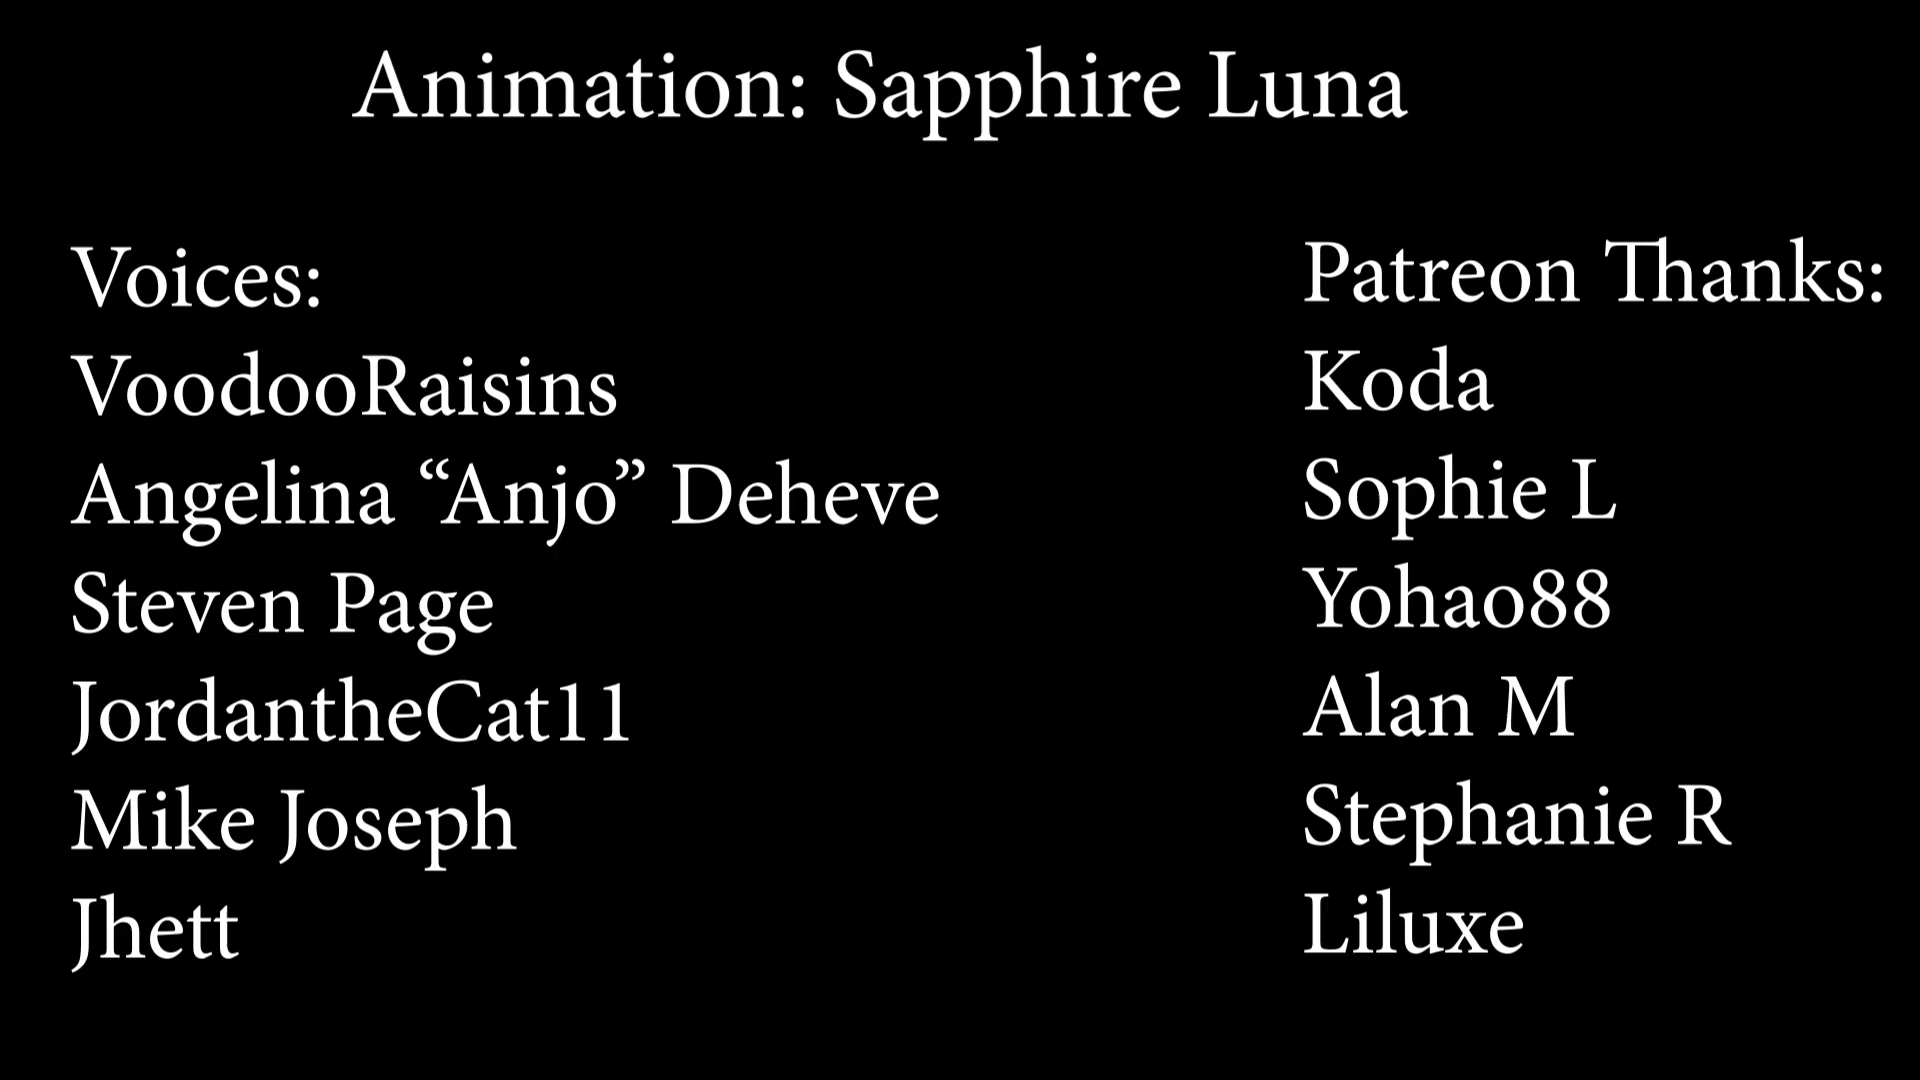 Animation: Sapphire Luna
Voices:
VoodooRaisins
Angelina “Anjo” Deheve
Steven Page
JordantheCat11
Mike Joseph
Jhett
Patreon Thanks:
Koda
Sophie L
Yohao88
Alan M
Stephanie R
Liluxe